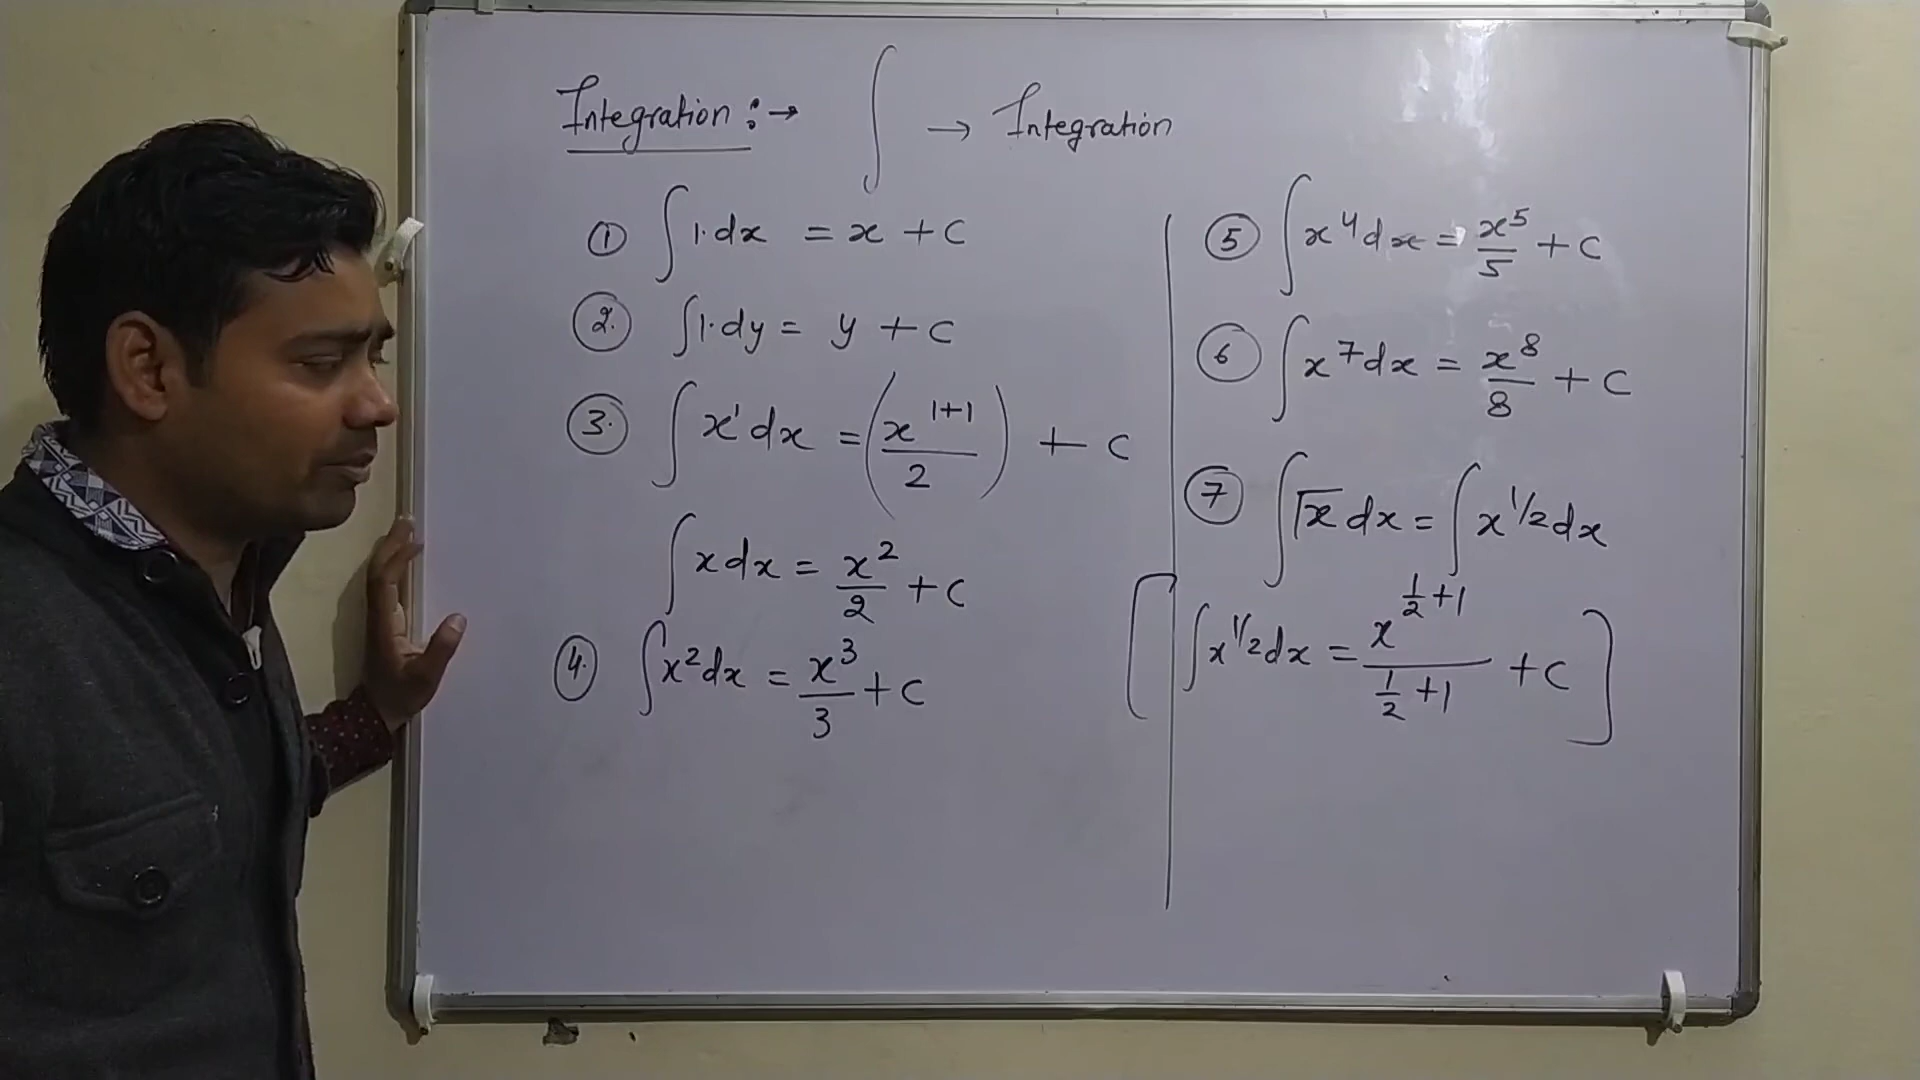 Integration :→ ∫ → Integration
① ∫1·dx = x + c
②. ∫1·dy = y + c
③. ∫x¹dx = (x^(1+1)/2) + c
∫xdx = x²/2 + c
④. ∫x²dx = x³/3 + c
⑤ ∫x⁴dx = x⁵/5 + c
⑥ ∫x⁷dx = x⁸/8 + c
⑦ ∫√x dx = ∫x^(1/2)dx
[∫x^(1/2)dx = x^(1/2+1)/(1/2+1) + c]